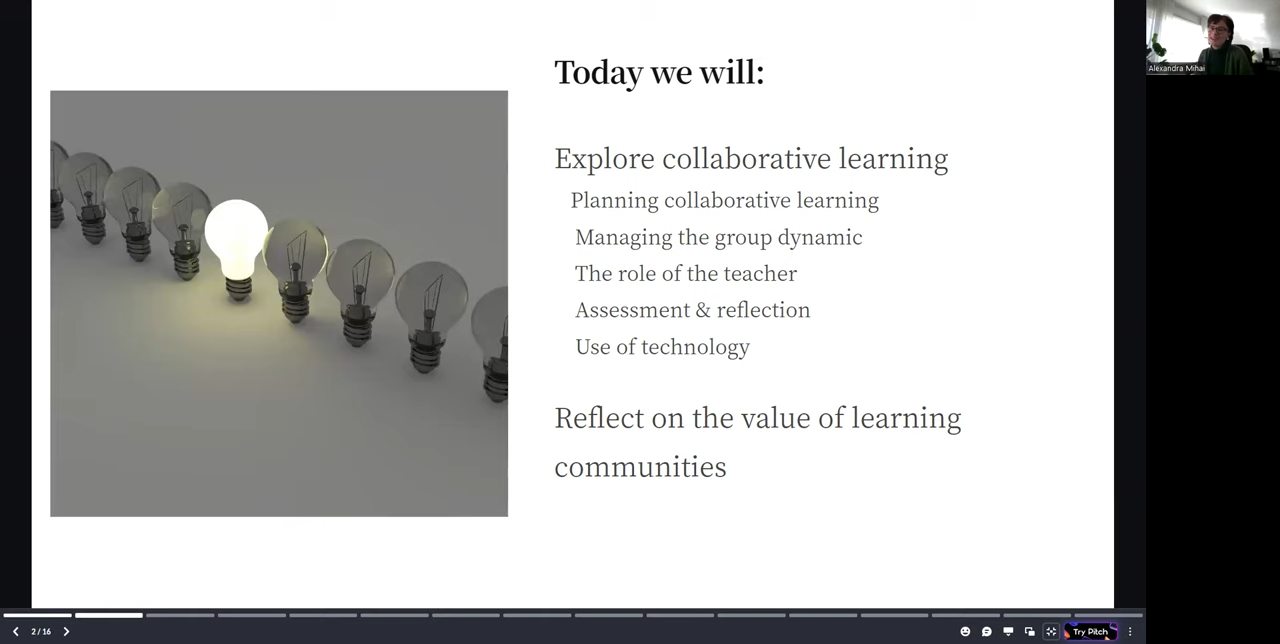 Today we will:
Explore collaborative learning
Planning collaborative learning
Managing the group dynamic
The role of the teacher
Assessment & reflection
Use of technology
Reflect on the value of learning
communities
Alexandra Mihai
2 / 16
Try Pitch